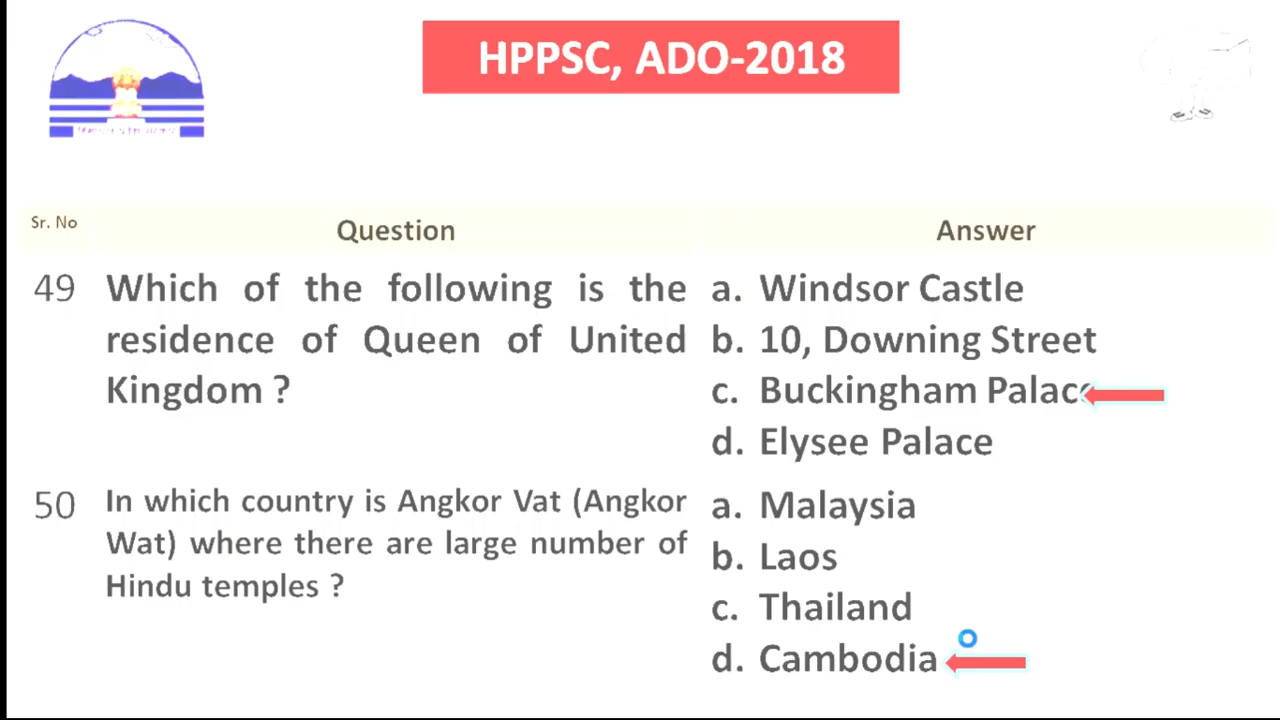 HPPSC, ADO-2018
Sr. No Question Answer
49 Which of the following is the residence of Queen of United Kingdom ?
a. Windsor Castle
b. 10, Downing Street
c. Buckingham Palace
d. Elysee Palace
50 In which country is Angkor Vat (Angkor Wat) where there are large number of Hindu temples ?
a. Malaysia
b. Laos
c. Thailand
d. Cambodia